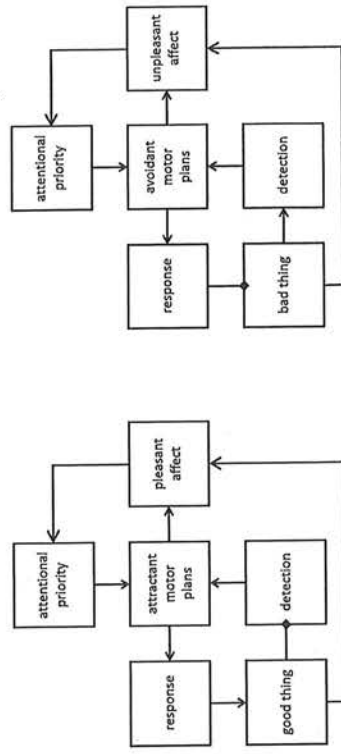 attentional
priority
attractant
motor
plans
pleasant
affect
response
detection
good thing
attentional
priority
avoidant
motor
plans
unpleasant
affect
response
detection
bad thing